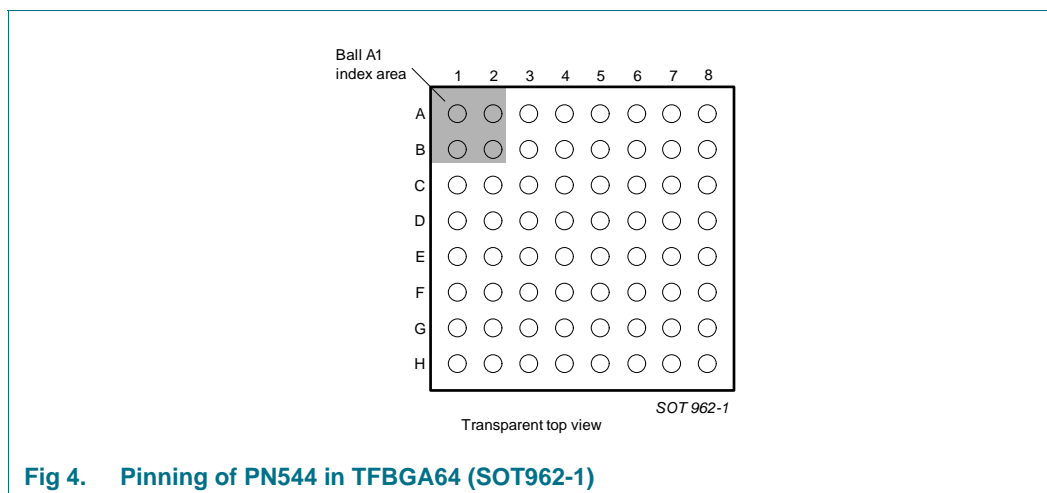 Ball A1
index area
1 2 3 4 5 6 7 8
A
B
C
D
E
F
G
H
SOT 962-1
Transparent top view
Fig 4. Pinning of PN544 in TFBGA64 (SOT962-1)